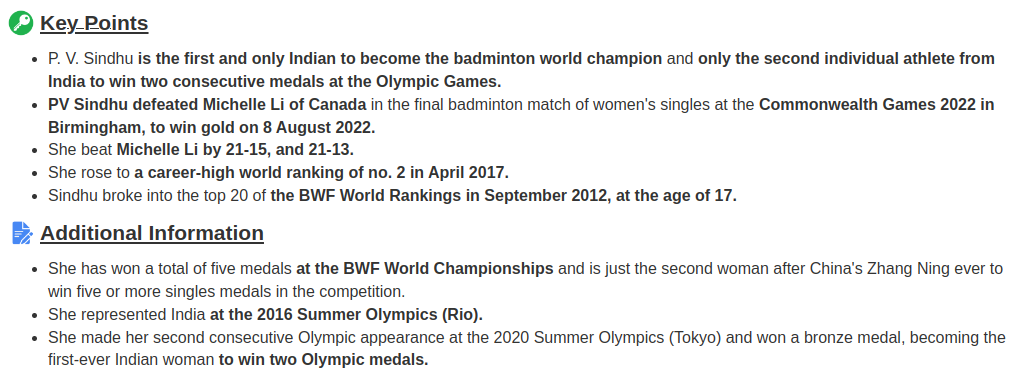 Key Points
• P. V. Sindhu is the first and only Indian to become the badminton world champion and only the second individual athlete from
India to win two consecutive medals at the Olympic Games.
• PV Sindhu defeated Michelle Li of Canada in the final badminton match of women's singles at the Commonwealth Games 2022 in
Birmingham, to win gold on 8 August 2022.
• She beat Michelle Li by 21-15, and 21-13.
• She rose to a career-high world ranking of no. 2 in April 2017.
• Sindhu broke into the top 20 of the BWF World Rankings in September 2012, at the age of 17.
Additional Information
• She has won a total of five medals at the BWF World Championships and is just the second woman after China's Zhang Ning ever to
win five or more singles medals in the competition.
• She represented India at the 2016 Summer Olympics (Rio).
• She made her second consecutive Olympic appearance at the 2020 Summer Olympics (Tokyo) and won a bronze medal, becoming the
first-ever Indian woman to win two Olympic medals.